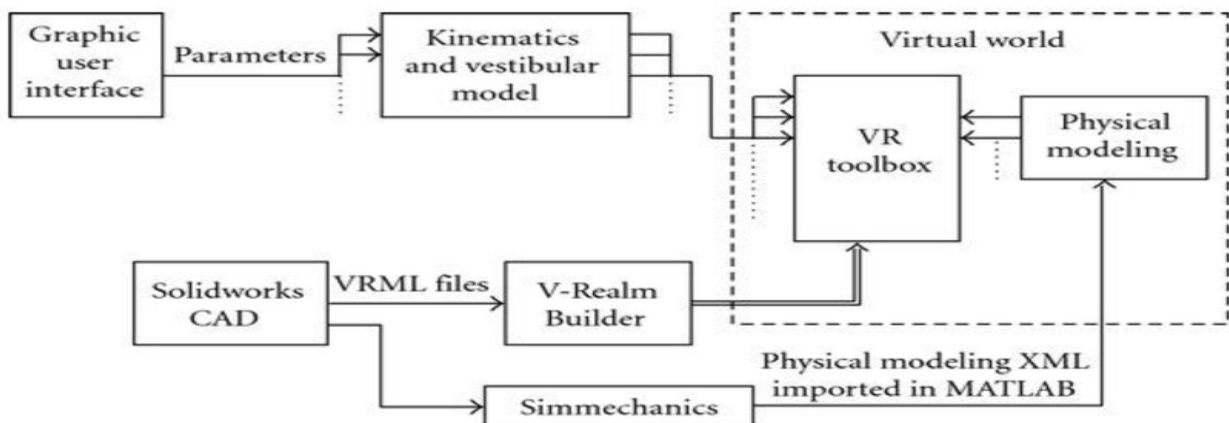 Graphic
user
interface
Parameters
Kinematics
and vestibular
model
Virtual world
VR
toolbox
Physical
modeling
Solidworks
CAD
VRML files
V-Realm
Builder
Physical modeling XML
imported in MATLAB
Simmechanics